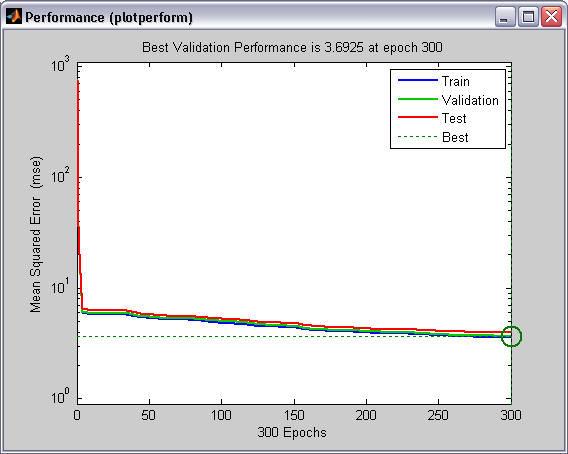 Performance (plotperform)
Best Validation Performance is 3.6925 at epoch 300
Mean Squared Error (mse)
10^3
10^2
10^1
10^0
Train
Validation
Test
Best
0 50 100 150 200 250 300
300 Epochs